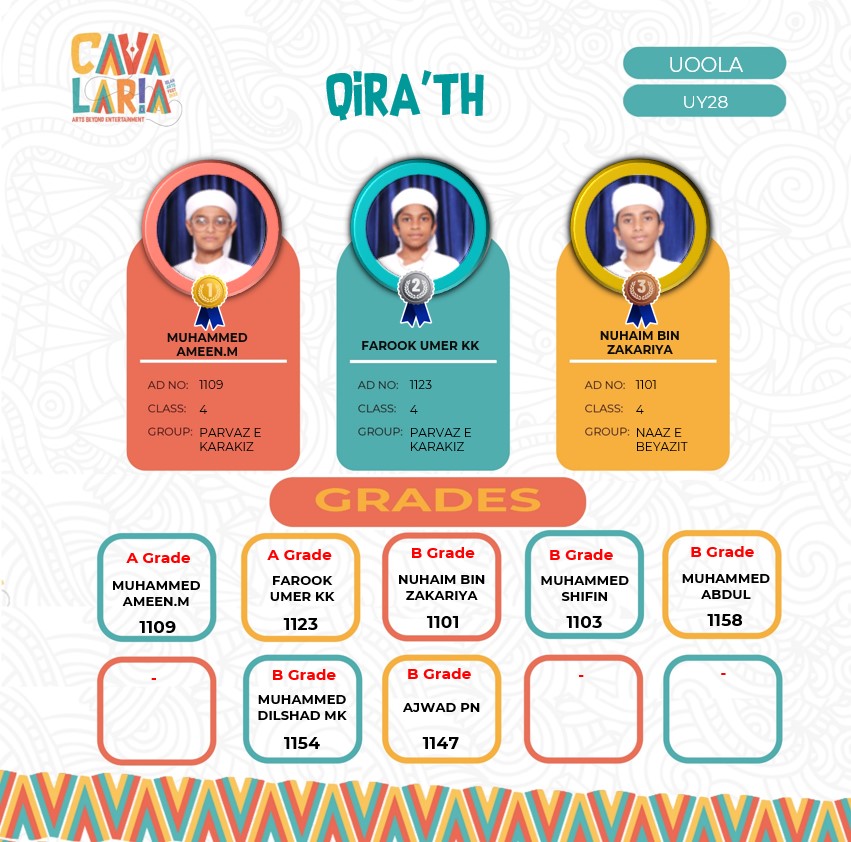 CAVA
LARIA
ARTS BEYOND ENTERTAINMENT
QiRA'TH
UOOLA
UY28
1
2
3
MUHAMMED
AMEEN.M
AD NO: 1109
CLASS: 4
GROUP: PARVAZ E
KARAKIZ
FAROOK UMER KK
AD NO: 1123
CLASS: 4
GROUP: PARVAZ E
KARAKIZ
NUHAIM BIN
ZAKARIYA
AD NO: 1101
CLASS: 4
GROUP: NAAZ E
BEYAZIT
GRADES
A Grade
MUHAMMED
AMEEN.M
1109
A Grade
FAROOK
UMER KK
1123
B Grade
NUHAIM BIN
ZAKARIYA
1101
B Grade
MUHAMMED
SHIFIN
1103
B Grade
MUHAMMED
ABDUL
1158
-
B Grade
MUHAMMED
DILSHAD MK
1154
B Grade
AJWAD PN
1147
-
-